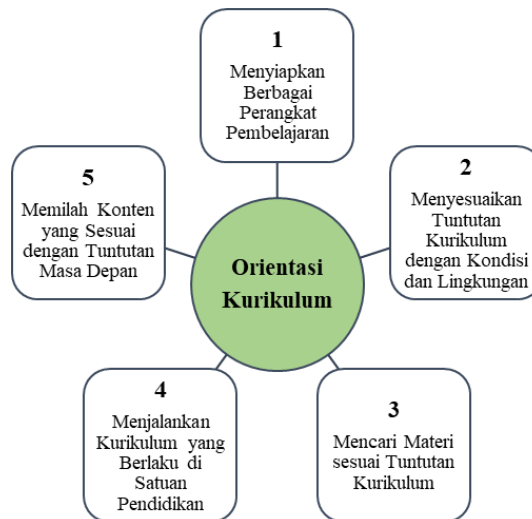 1
Menyiapkan
Berbagai
Perangkat
Pembelajaran
2
Menyesuaikan
Tuntutan
Kurikulum
dengan Kondisi
dan Lingkungan
3
Mencari Materi
sesuai Tuntutan
Kurikulum
4
Menjalankan
Kurikulum yang
Berlaku di
Satuan
Pendidikan
5
Memilah Konten
yang Sesuai
dengan Tuntutan
Masa Depan
Orientasi
Kurikulum